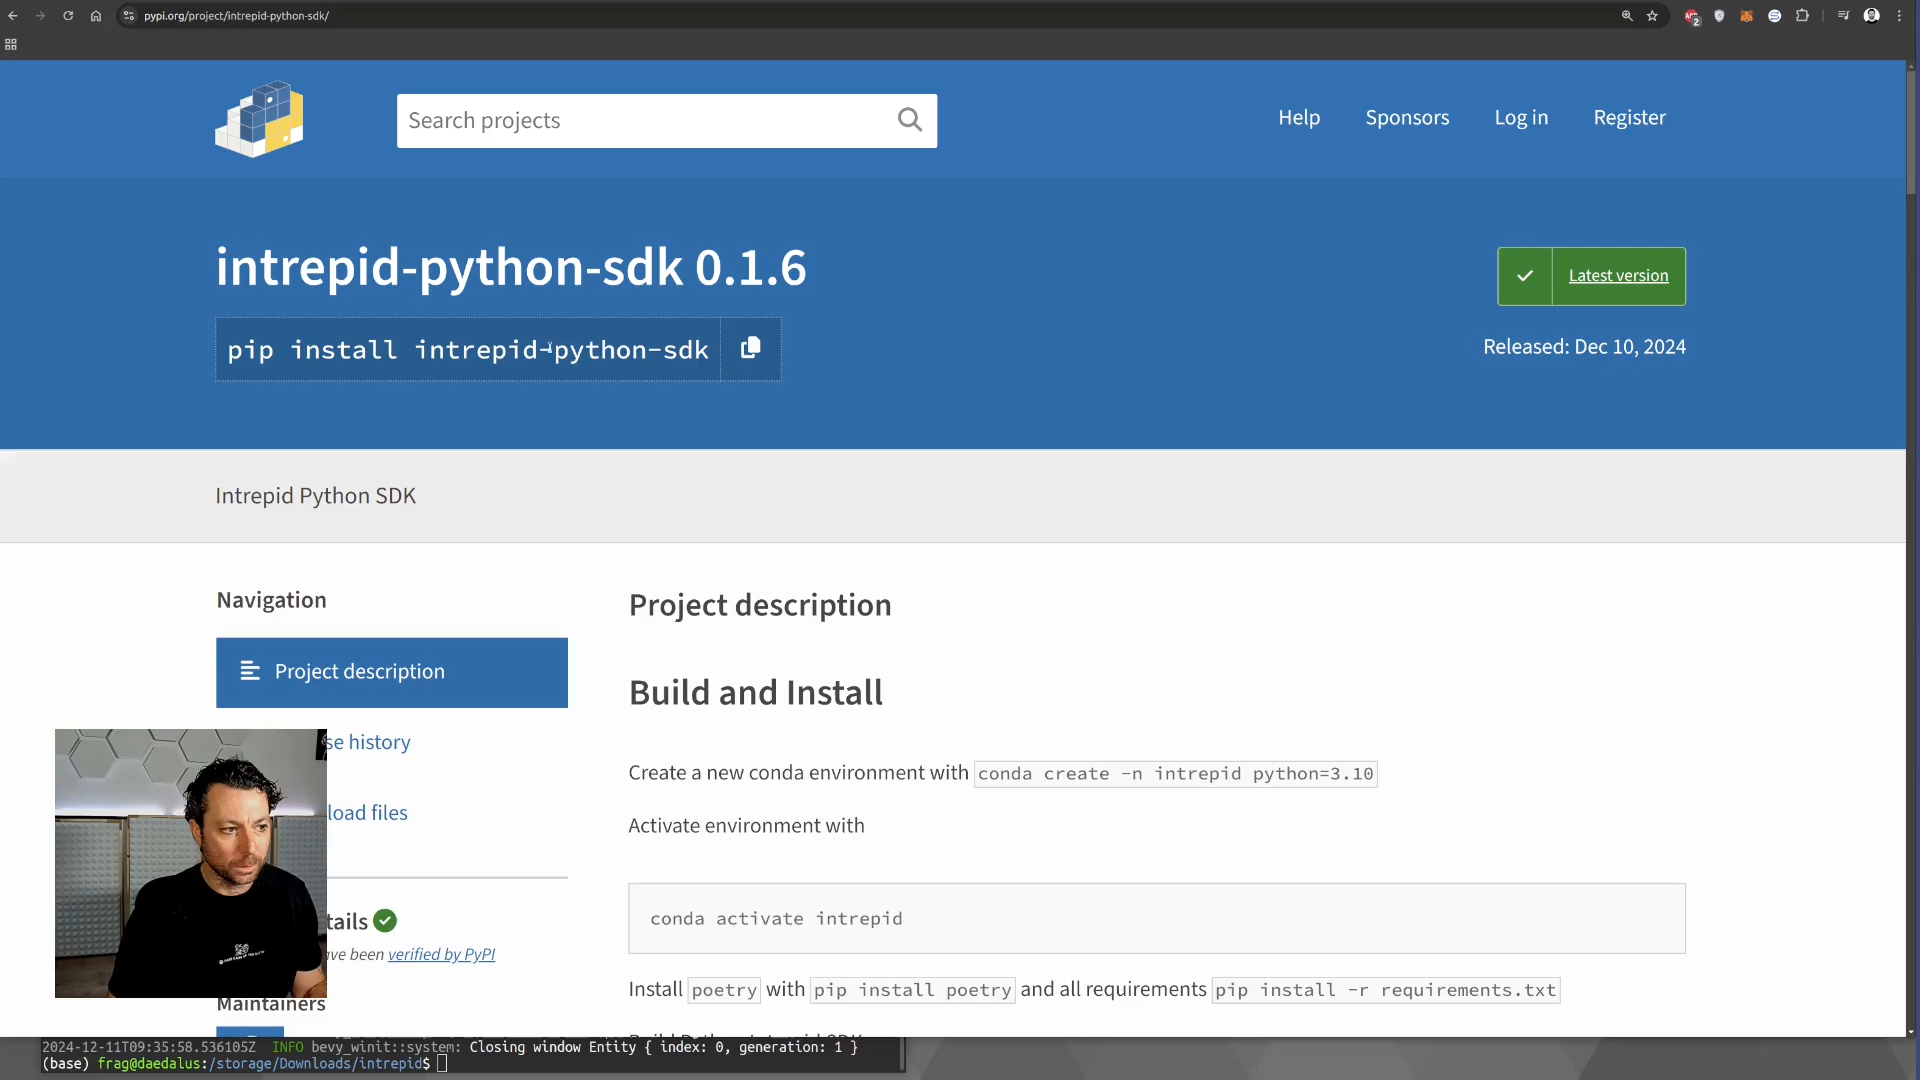 pypi.org/project/intrepid-python-sdk/
2
Search projects
Help
Sponsors
Log in
Register
intrepid-python-sdk 0.1.6
Latest version
pip install intrepid-python-sdk
Released: Dec 10, 2024
Intrepid Python SDK
Navigation
Project description
se history
load files
tails
ve been verified by PyPI
Maintainers
Project description
Build and Install
Create a new conda environment with conda create -n intrepid python=3.10
Activate environment with
conda activate intrepid
Install poetry with pip install poetry and all requirements pip install -r requirements.txt
2024-12-11T09:35:58.536105Z INFO bevy_winit::system: Closing window Entity { index: 0, generation: 1 }
(base) frag@daedalus:/storage/Downloads/intrepid$